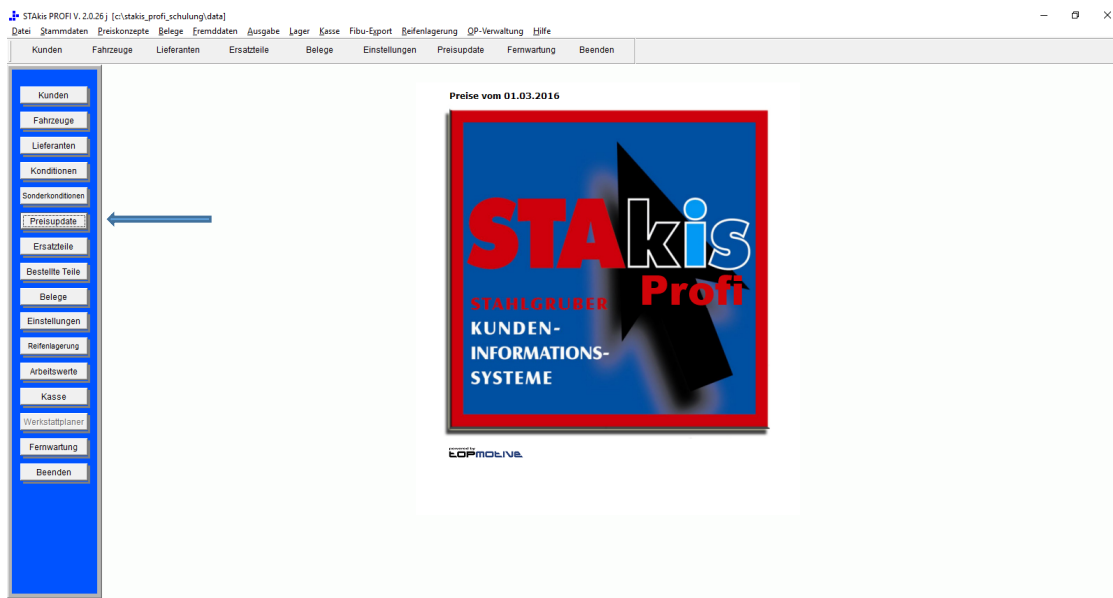 STAkis PROFI V. 2.0.26 j [c:\stakis_profi_schulung\data]
Datei Stammdaten Preiskonzepte Belege Fremddaten Ausgabe Lager Kasse Fibu-Export Reifenlagerung OP-Verwaltung Hilfe
Kunden Fahrzeuge Lieferanten Ersatzteile Belege Einstellungen Preisupdate Fernwartung Beenden
Kunden
Fahrzeuge
Lieferanten
Konditionen
Sonderkonditionen
Preisupdate
Ersatzteile
Bestellte Teile
Belege
Einstellungen
Reifenlagerung
Arbeitswerte
Kasse
Werkstattplaner
Fernwartung
Beenden
Preise vom 01.03.2016
STAkis
Profi
STAHLGRUBER
KUNDEN-
INFORMATIONS-
SYSTEME
powered by
TOPMOTIVE